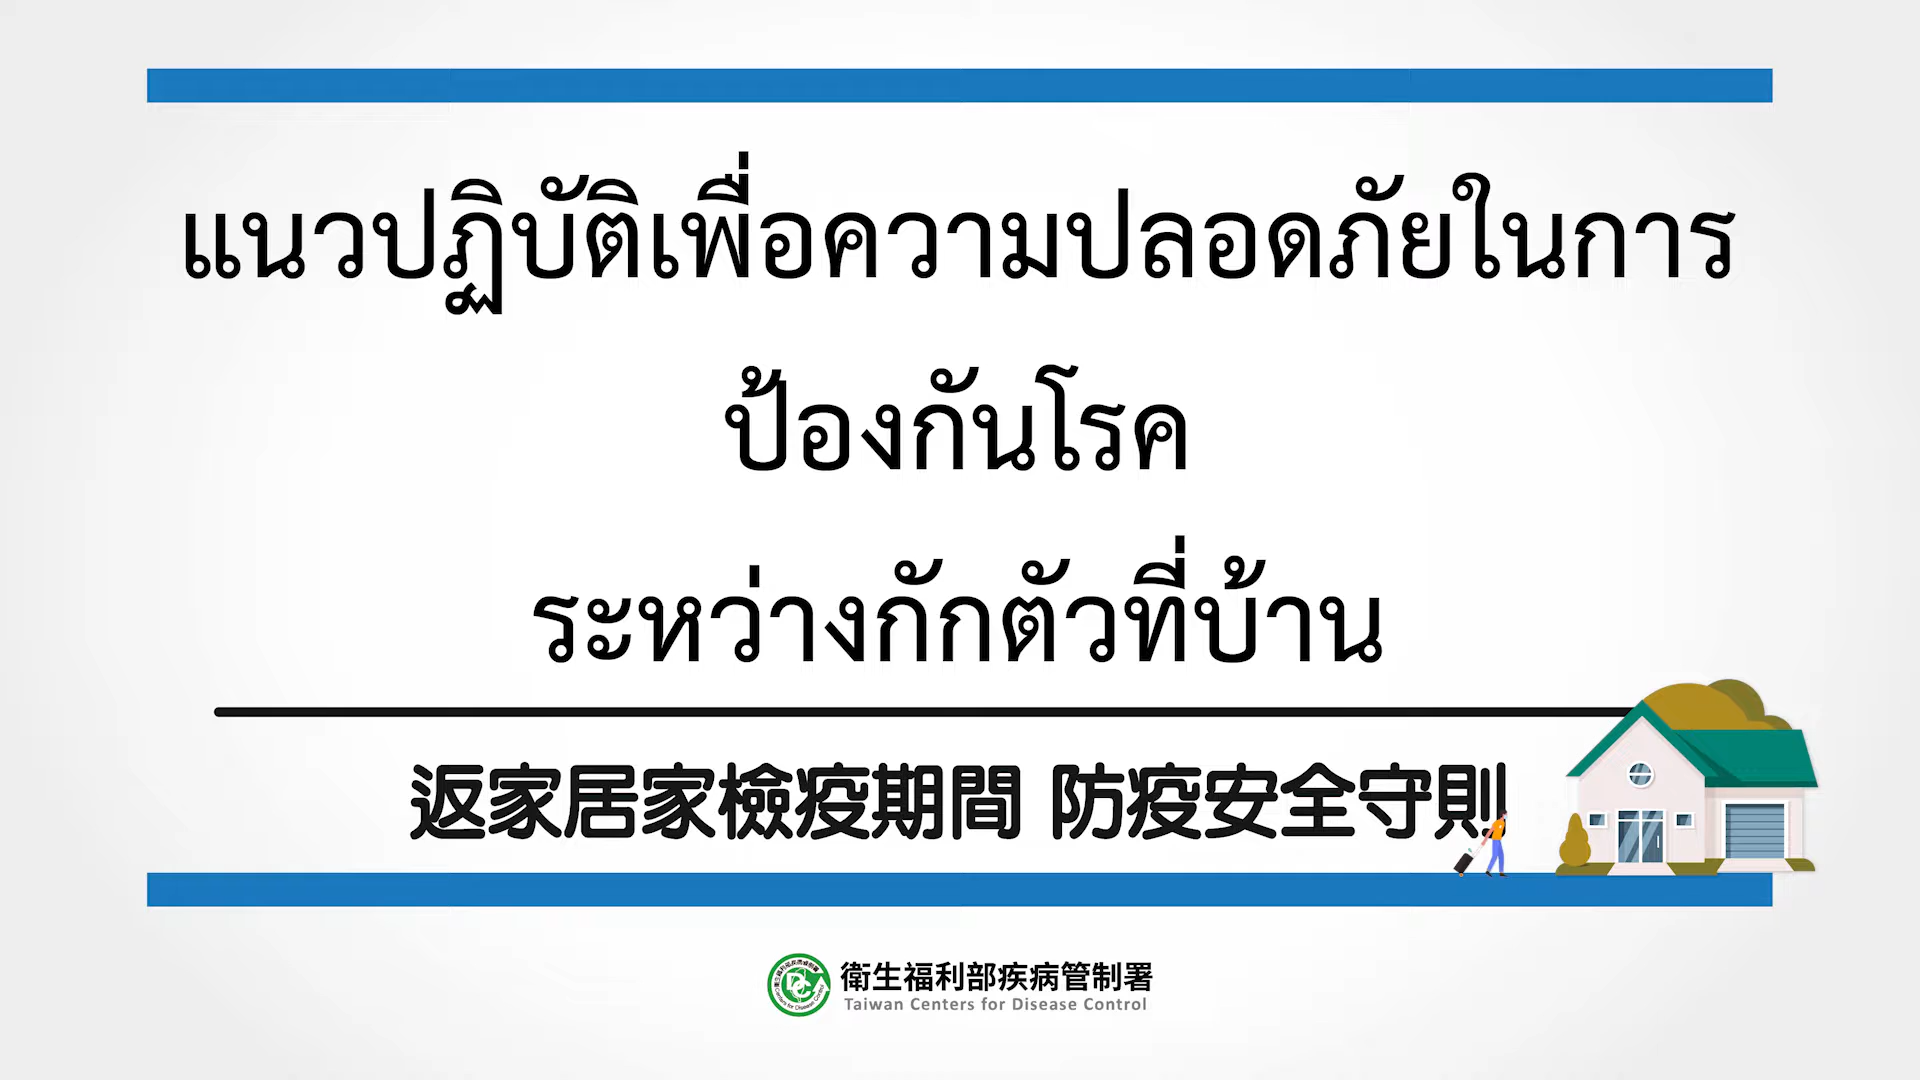 แนวปฏิบัติเพื่อความปลอดภัยในการ
ป้องกันโรค
ระหว่างกักตัวที่บ้าน
返家居家檢疫期間 防疫安全守則
衛生福利部疾病管制署
Taiwan Centers for Disease Control